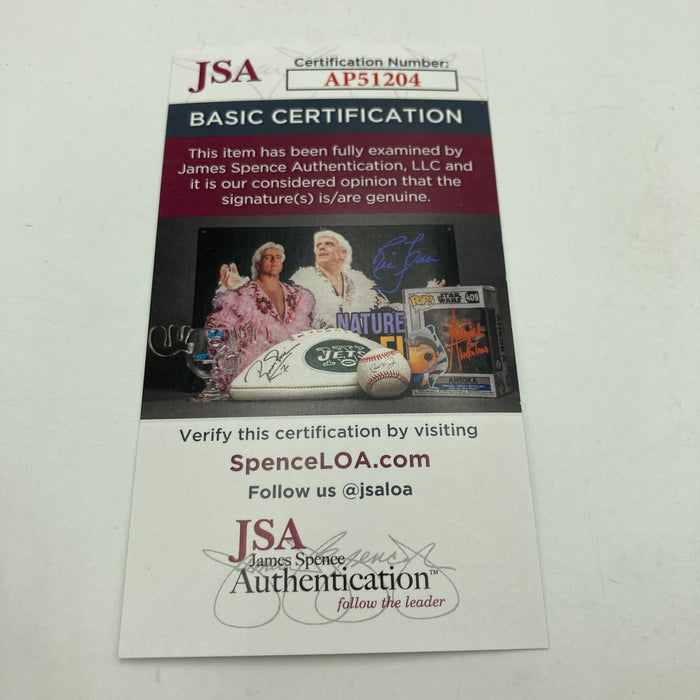 JSA
Certification Number:
AP51204
BASIC CERTIFICATION
This item has been fully examined by
James Spence Authentication, LLC and
it is our considered opinion that the
signature(s) is/are genuine.
NATURE
JETS
POP!
STAR WARS
409
AHSOKA
Verify this certification by visiting
SpenceLOA.com
Follow us @jsaloa
JSA
James Spence
Authentication™
follow the leader